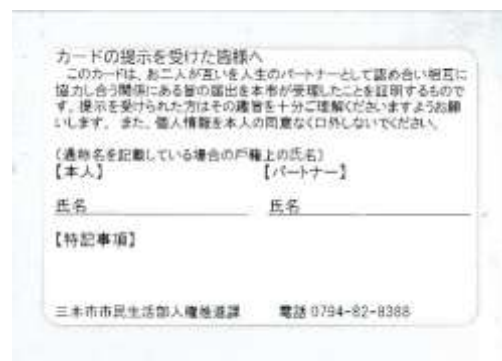 カードの提示を受けた皆様へ
このカードは、お二人が互いを人生のパートナーとして認め合い相互に
協力し合う関係にある旨の届出を本市が受理したことを証明するもので
す。提示を受けられた方はその趣旨を十分ご理解くださいますようお願
いします。また、個人情報を本人の同意なく口外しないでください。
(通称名を記載している場合の戸籍上の氏名)
【本人】 【パートナー】
氏名 氏名
【特記事項】
三木市市民生活部人権推進課 電話 0794-82-8388